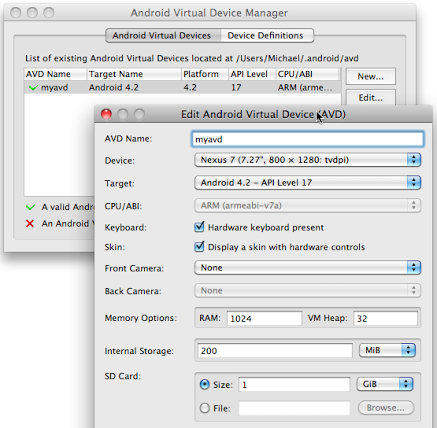 Android Virtual Device Manager
Android Virtual Devices Device Definitions
List of existing Android Virtual Devices located at /Users/Michael/.android/avd
AVD Name Target Name Platform API Level CPU/ABI
myavd Android 4.2 4.2 17 ARM (arme...
New...
Edit...
A valid Andr
An Android V
Edit Android Virtual Device (AVD)
AVD Name: myavd
Device: Nexus 7 (7.27", 800 × 1280: tvdpi)
Target: Android 4.2 – API Level 17
CPU/ABI: ARM (armeabi-v7a)
Keyboard: Hardware keyboard present
Skin: Display a skin with hardware controls
Front Camera: None
Back Camera: None
Memory Options: RAM: 1024 VM Heap: 32
Internal Storage: 200 MiB
SD Card:
Size: 1 GiB
File: Browse...